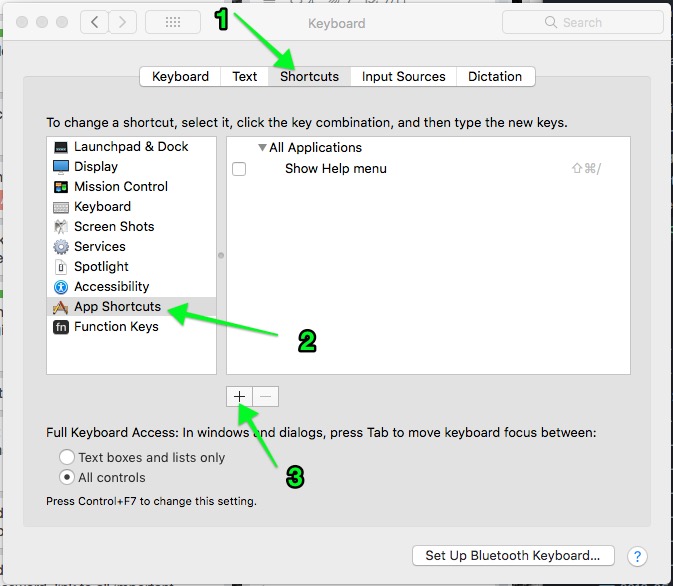 1
Keyboard
Search
Keyboard Text Shortcuts Input Sources Dictation
To change a shortcut, select it, click the key combination, and then type the new keys.
Launchpad & Dock
Display
Mission Control
Keyboard
Screen Shots
Services
Spotlight
Accessibility
App Shortcuts
fn Function Keys
All Applications
Show Help menu ⇧⌘/
2
+ −
3
Full Keyboard Access: In windows and dialogs, press Tab to move keyboard focus between:
Text boxes and lists only
All controls
Press Control+F7 to change this setting.
Set Up Bluetooth Keyboard... ?